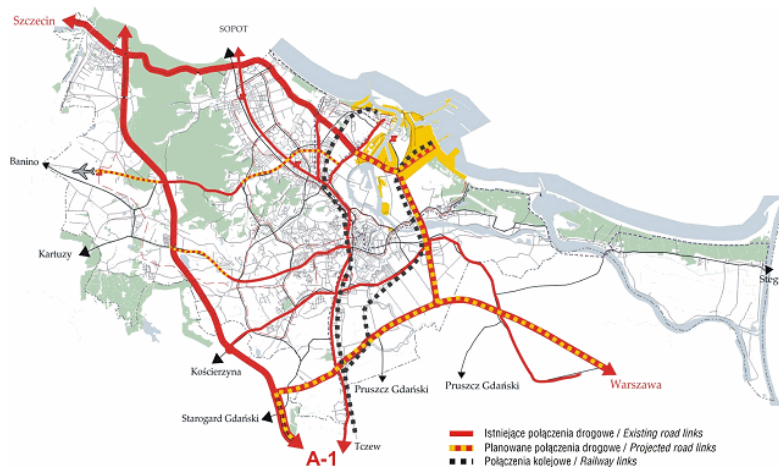 Szczecin
SOPOT
Banino
Kartuzy
Steg
Kościerzyna
Pruszcz Gdański
Pruszcz Gdański
Warszawa
Starogard Gdański
A-1
Tczew
Istniejące połączenia drogowe / Existing road links
Planowane połączenia drogowe / Projected road links
Połączenia kolejowe / Railway links